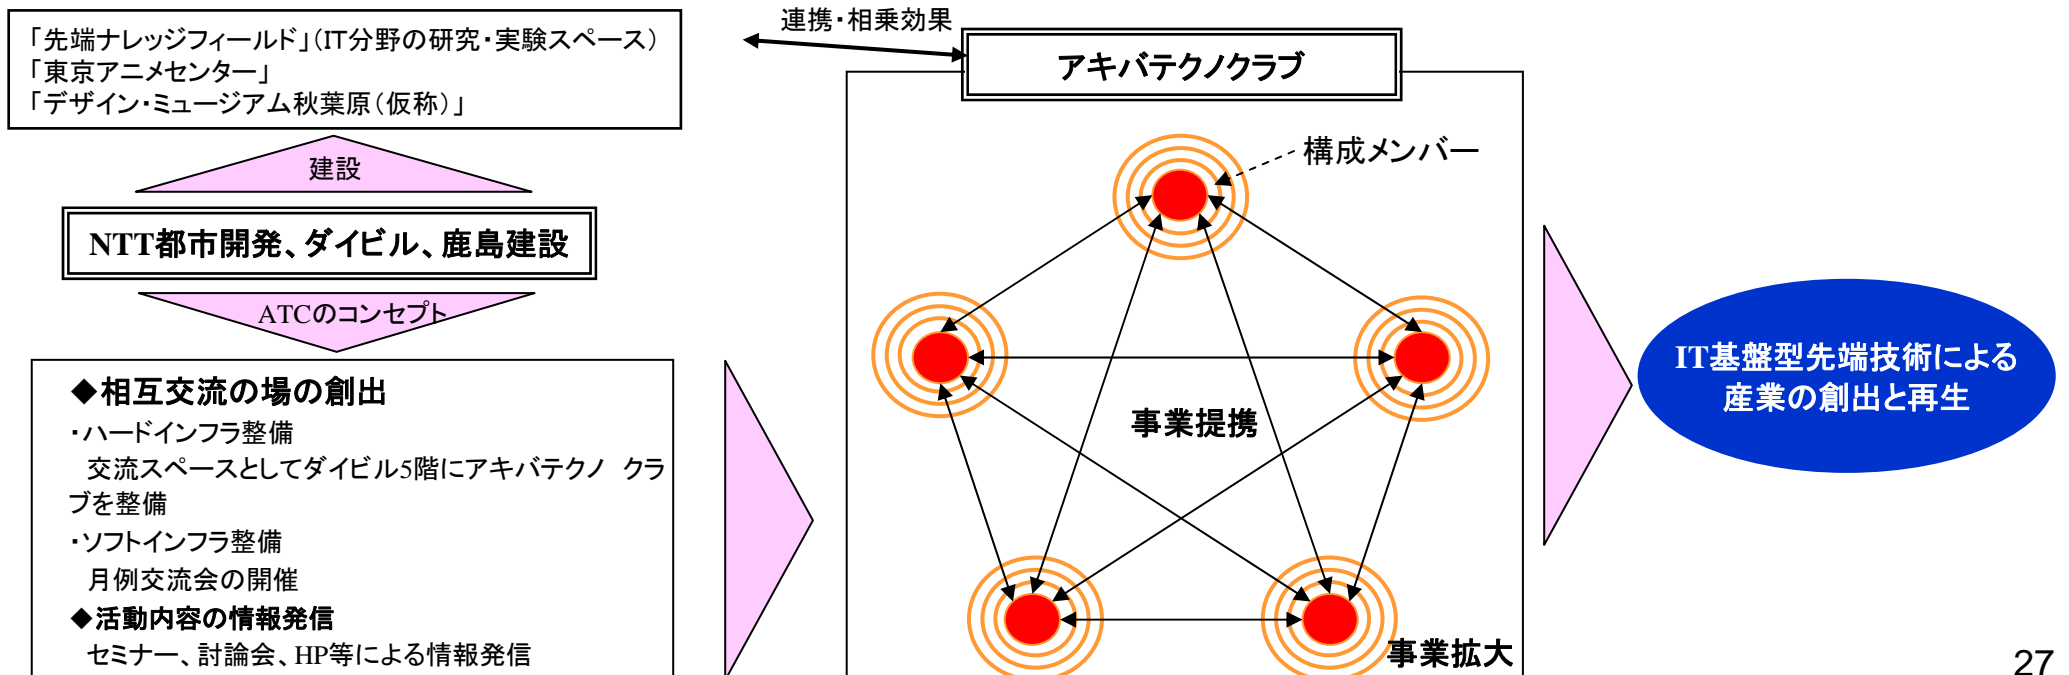 「先端ナレッジフィールド」(IT分野の研究・実験スペース)
「東京アニメセンター」
「デザイン・ミュージアム秋葉原(仮称)」
建設
NTT都市開発、ダイビル、鹿島建設
ATCのコンセプト
◆相互交流の場の創出
・ハードインフラ整備
交流スペースとしてダイビル5階にアキバテクノ クラ
ブを整備
・ソフトインフラ整備
月例交流会の開催
◆活動内容の情報発信
セミナー、討論会、HP等による情報発信
連携・相乗効果
アキバテクノクラブ
構成メンバー
事業提携
事業拡大
IT基盤型先端技術による
産業の創出と再生
27